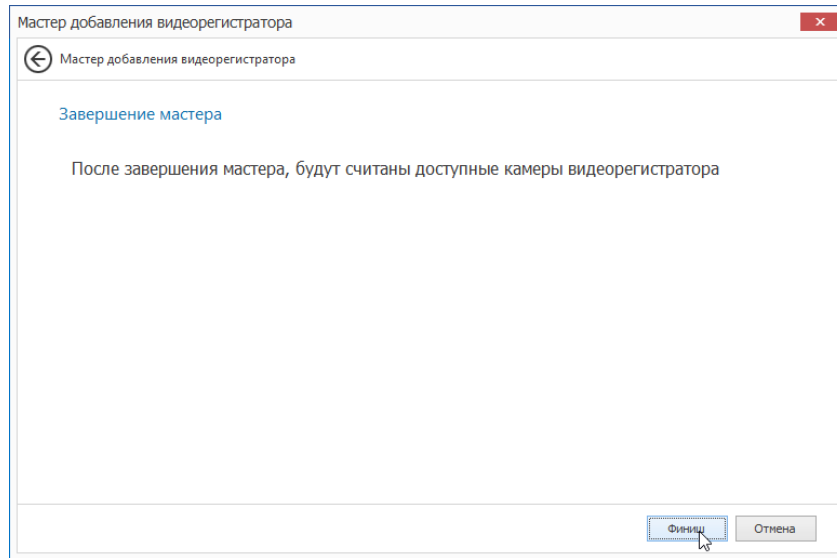 Мастер добавления видеорегистратора
Мастер добавления видеорегистратора
Завершение мастера
После завершения мастера, будут считаны доступные камеры видеорегистратора
Финиш
Отмена